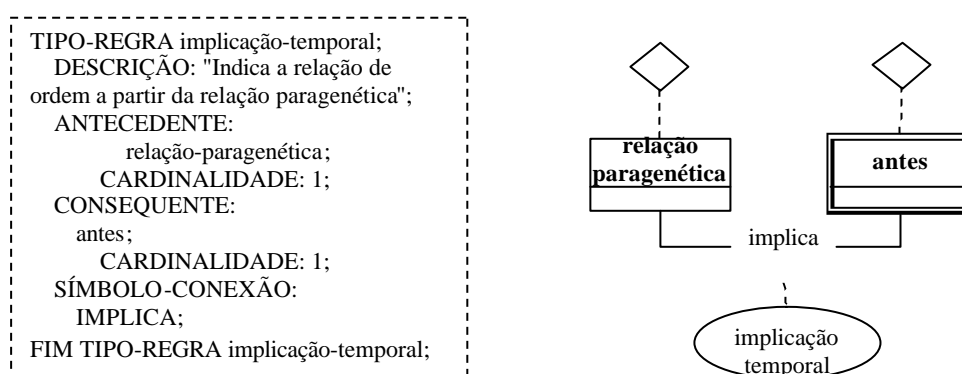 TIPO-REGRA implicação-temporal;
DESCRIÇÃO: "Indica a relação de
ordem a partir da relação paragenética";
ANTECEDENTE:
relação-paragenética;
CARDINALIDADE: 1;
CONSEQUENTE:
antes;
CARDINALIDADE: 1;
SÍMBOLO-CONEXÃO:
IMPLICA;
FIM TIPO-REGRA implicação-temporal;
relação
paragenética
antes
implica
implicação
temporal